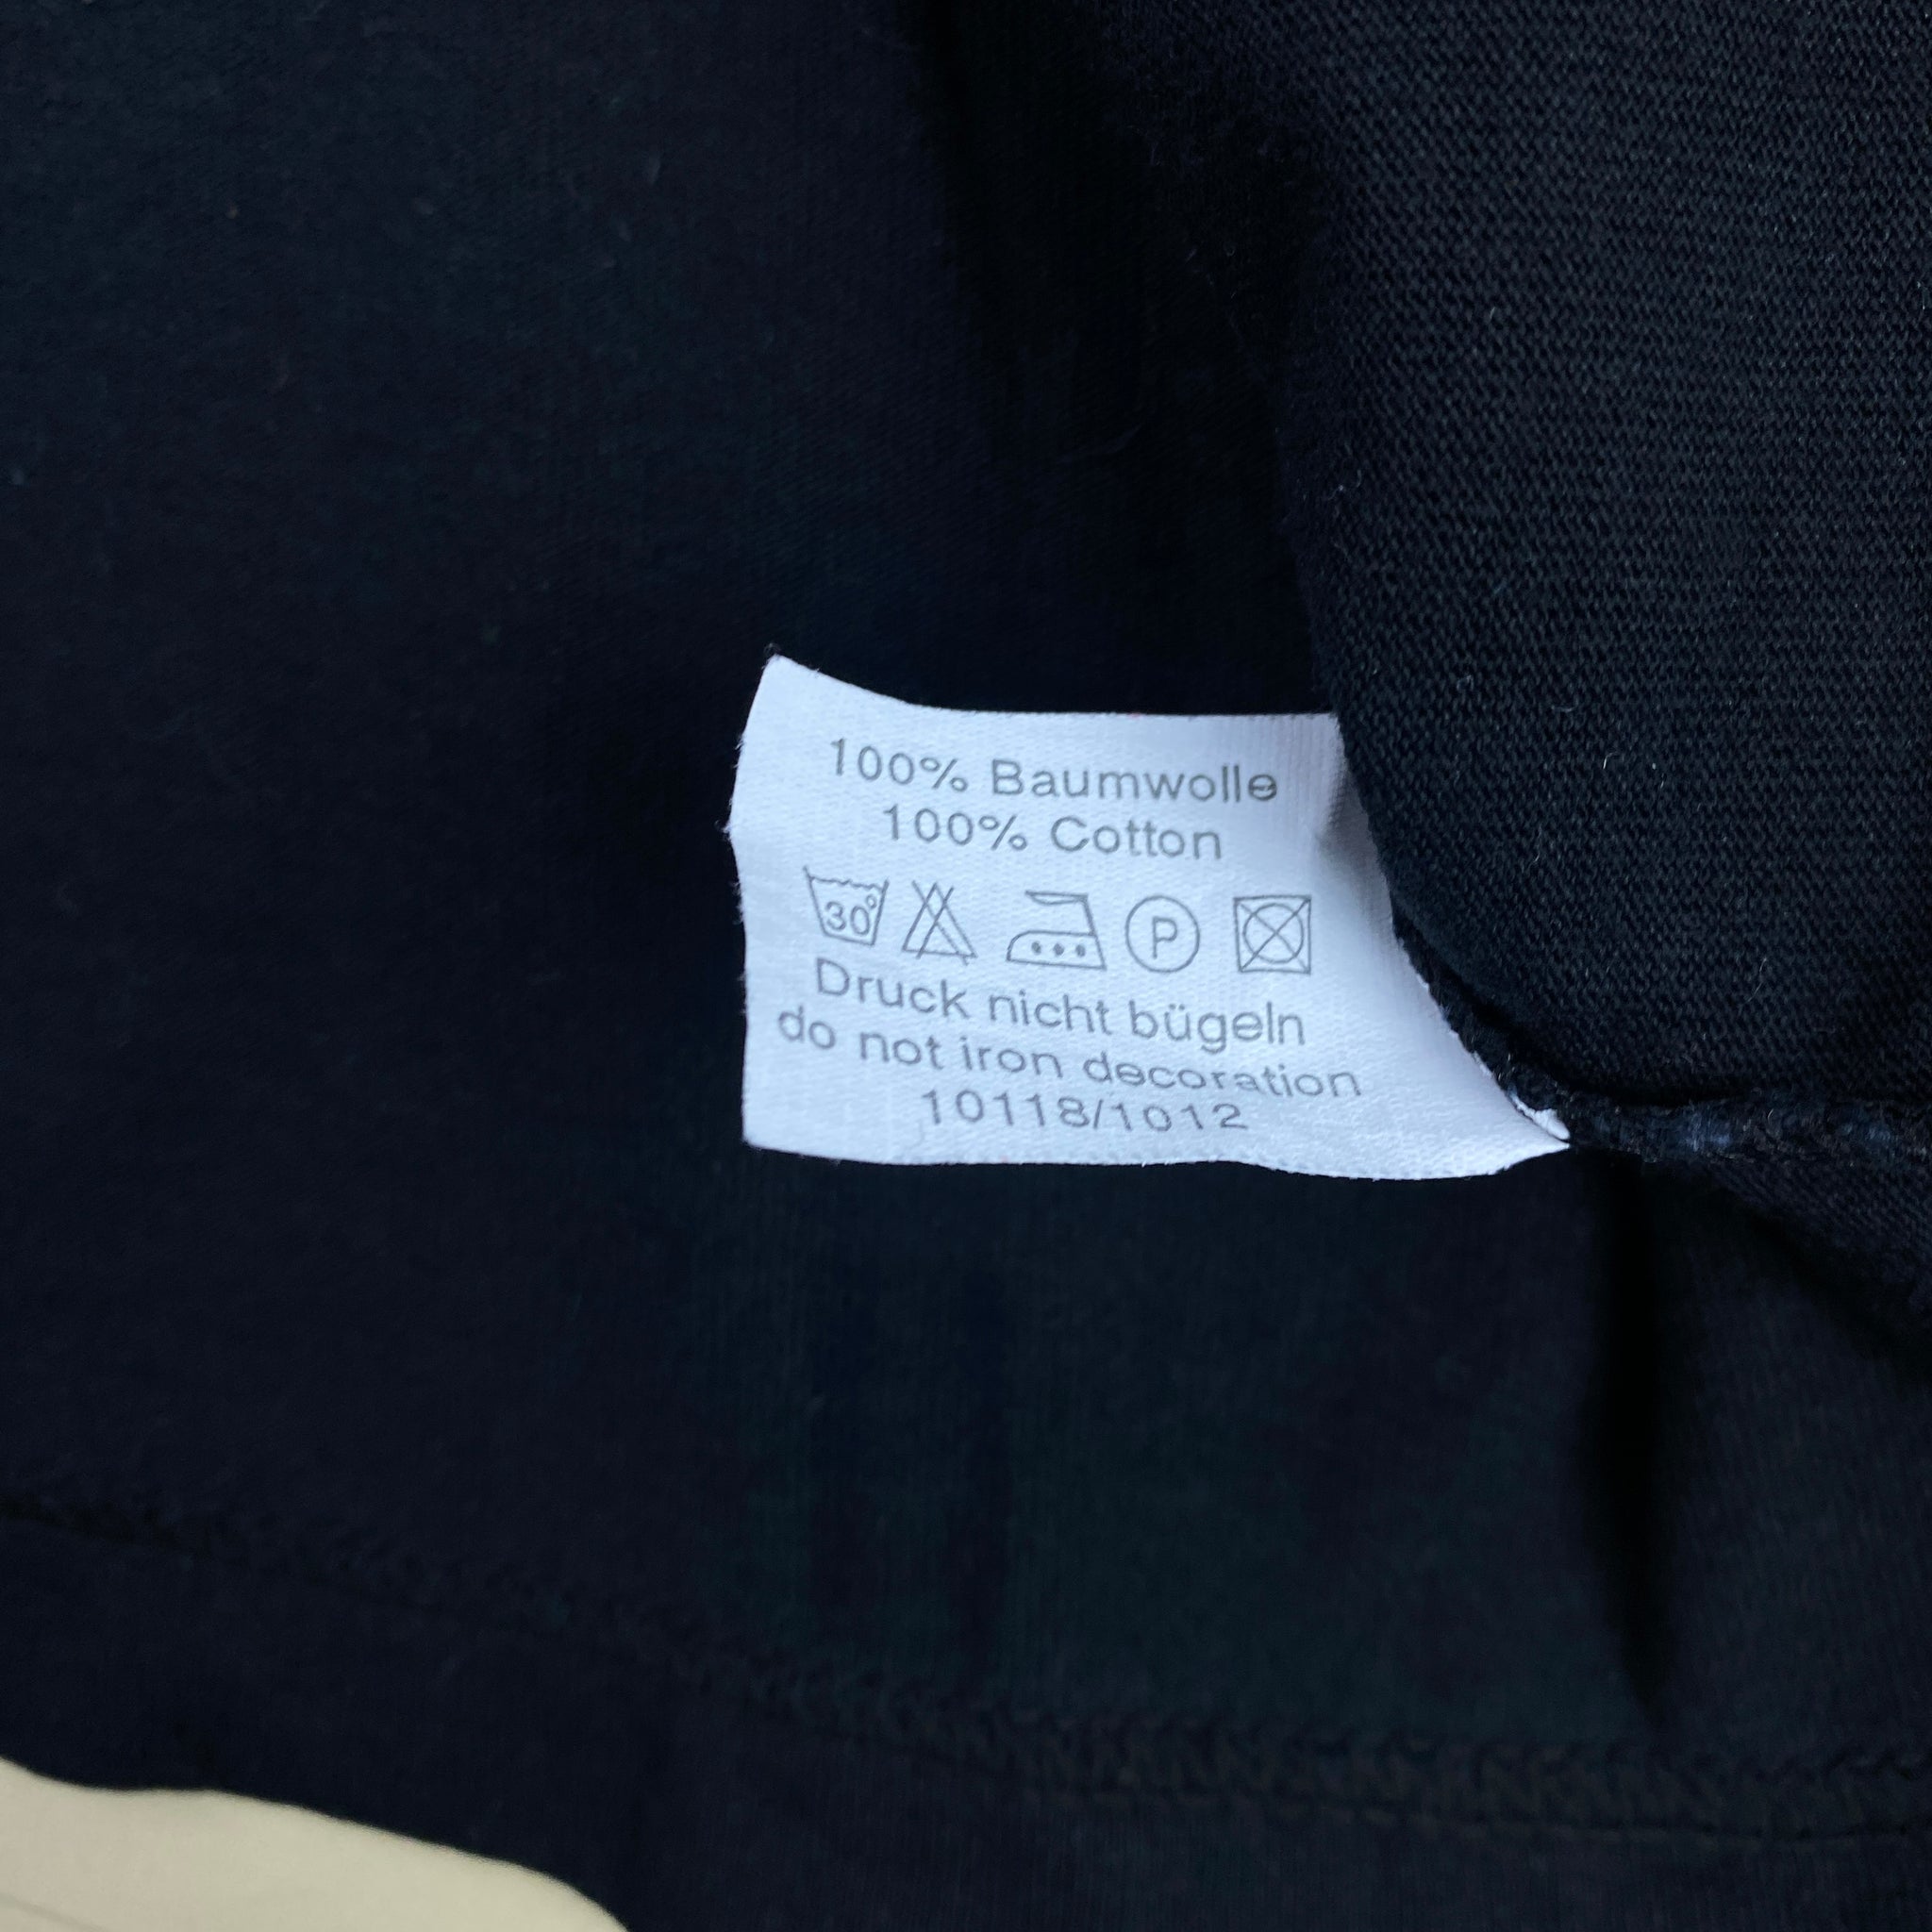 100% Baumwolle
100% Cotton
30° P
Druck nicht bügeln
do not iron decoration
10118/1012